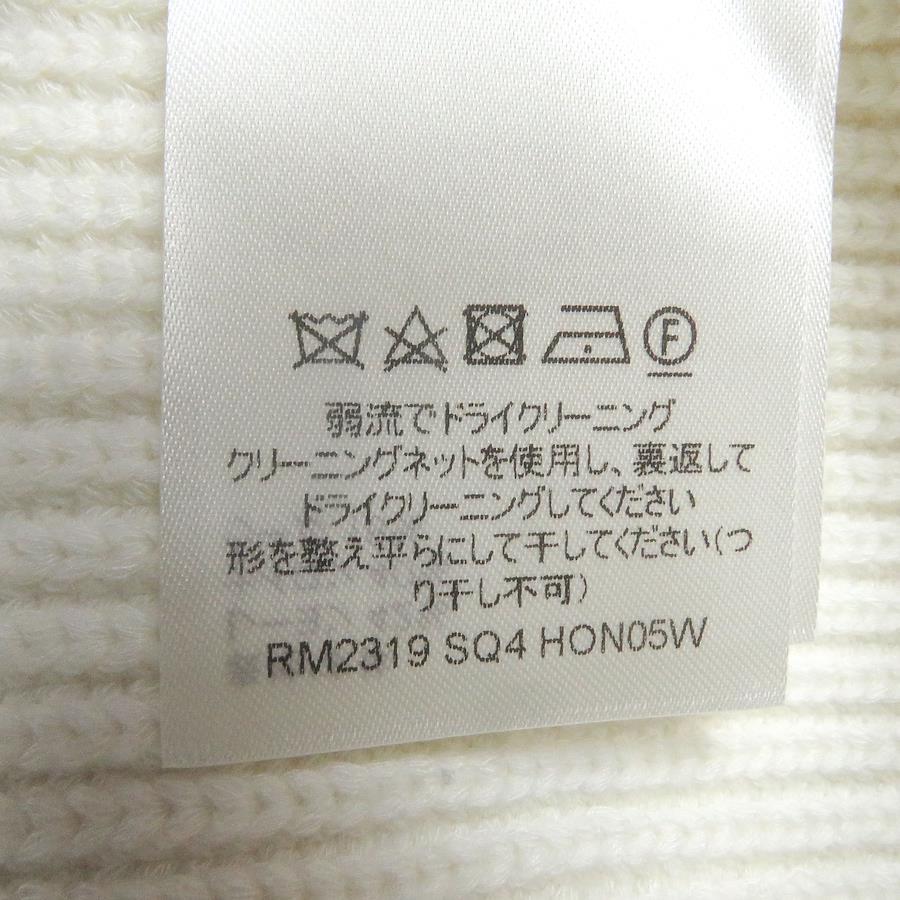 F
弱流でドライクリーニング
クリーニングネットを使用し、裏返して
ドライクリーニングしてください
形を整え平らにして干してください(つ
り干し不可)
RM2319 SQ4 HON05W